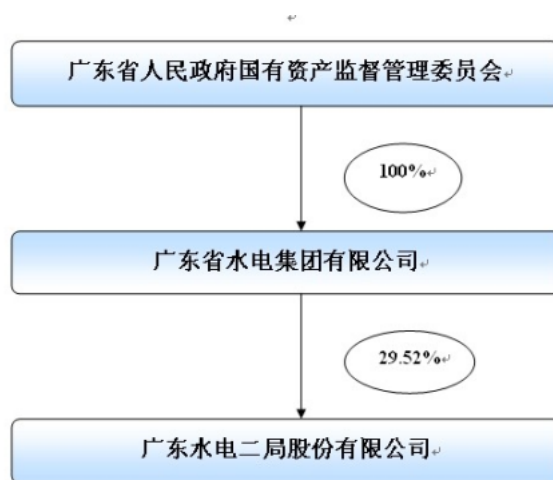 广东省人民政府国有资产监督管理委员会
100%
广东省水电集团有限公司
29.52%
广东水电二局股份有限公司